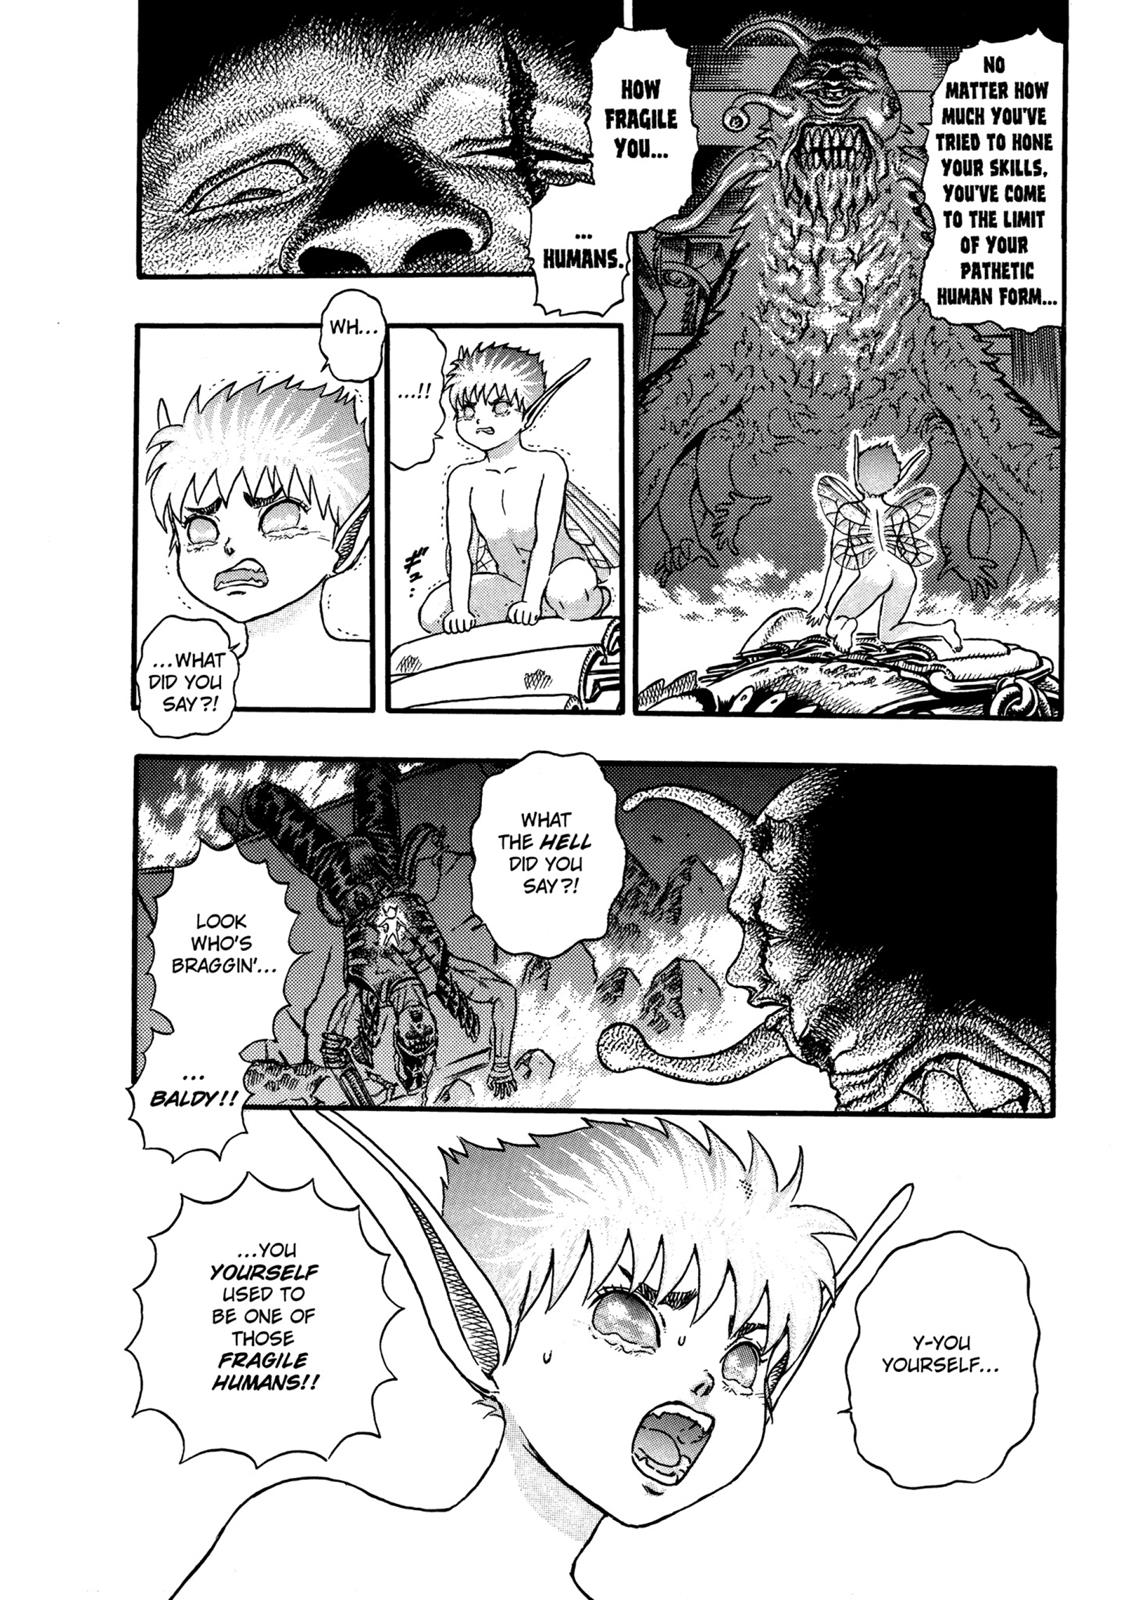 NO
MATTER HOW
MUCH YOU'VE
TRIED TO HONE
YOUR SKILLS,
YOU'VE COME
TO THE LIMIT
OF YOUR
PATHETIC
HUMAN FORM...
HOW
FRAGILE
YOU...
...
HUMANS.
...!!
ギュ...
WH...
...WHAT
DID YOU
SAY?!
WHAT
THE HELL
DID YOU
SAY?!
LOOK
WHO'S
BRAGGIN'...
...
BALDY!!
Y-YOU
YOURSELF...
...YOU
YOURSELF
USED TO
BE ONE OF
THOSE
FRAGILE
HUMANS!!